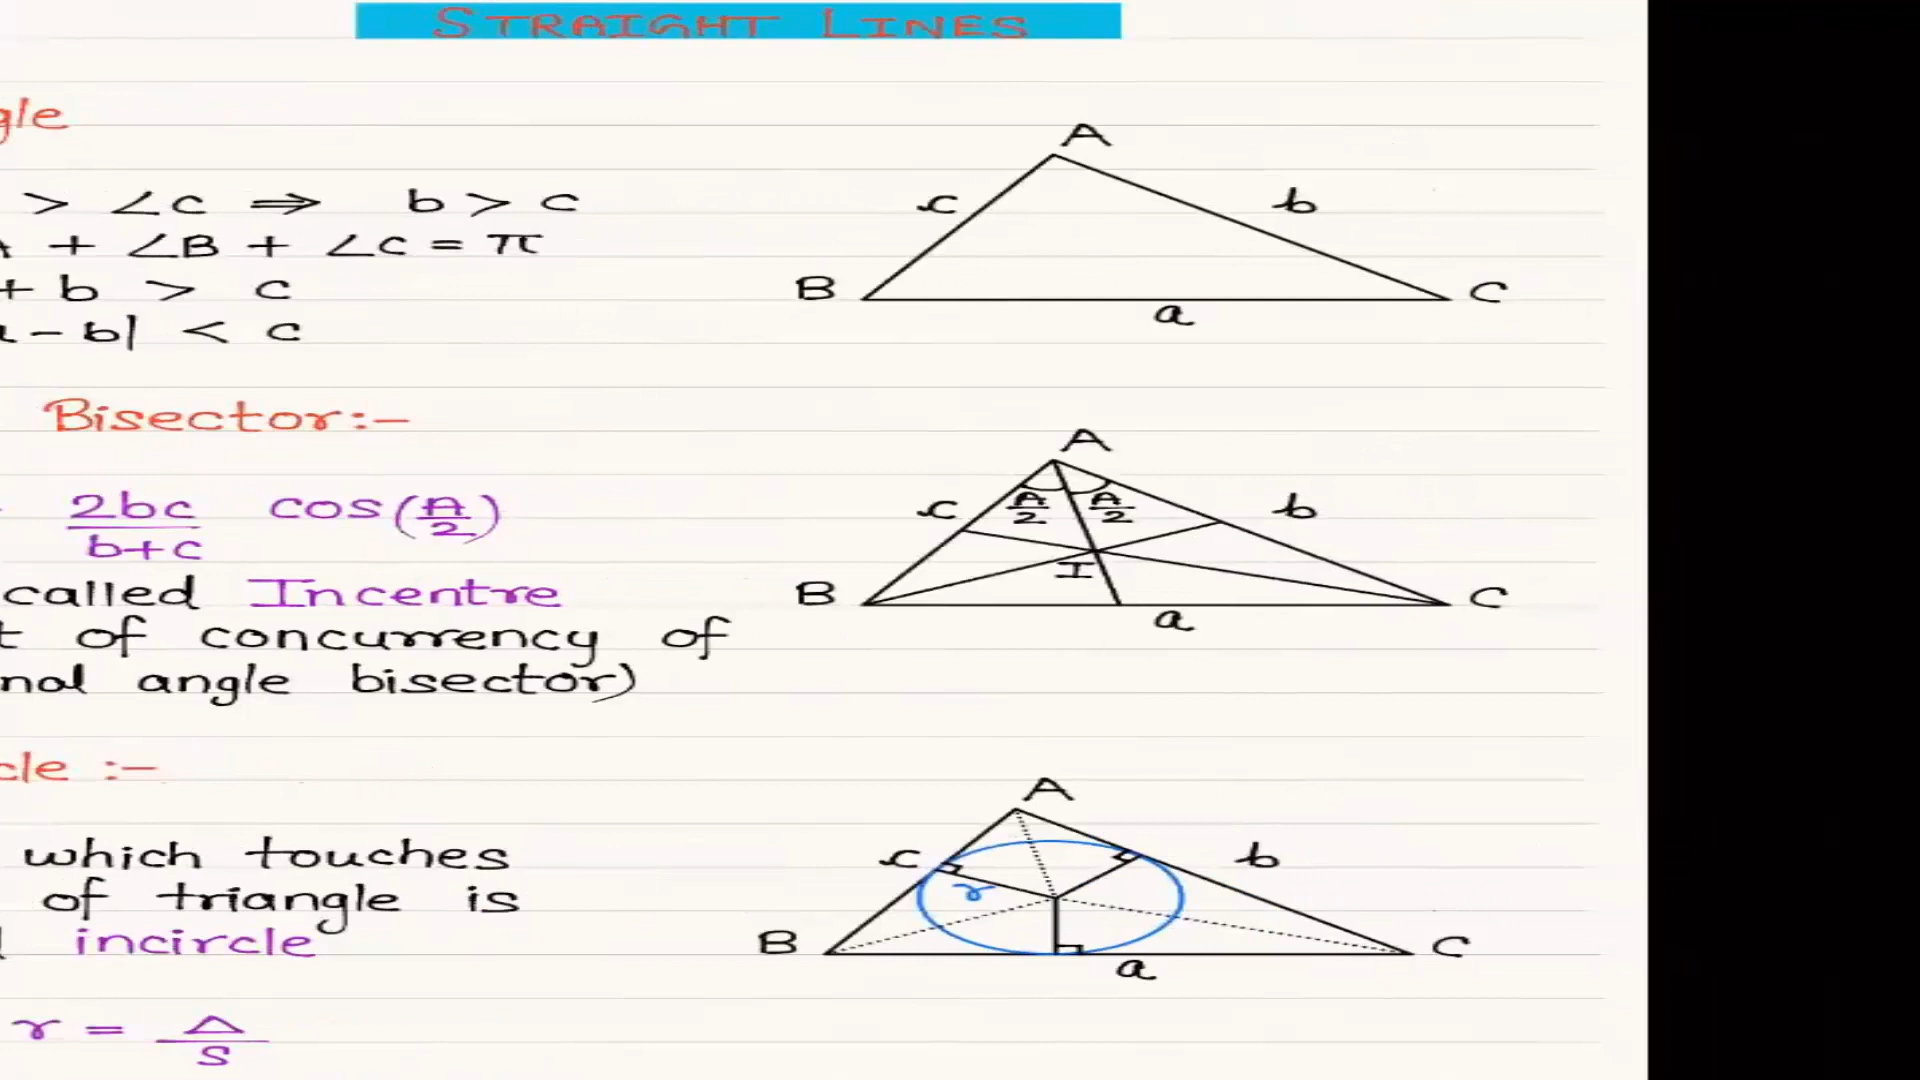 STRAIGHT LINES
gle
> ∠C ⇒ b > c
+ ∠B + ∠C = π
+ b > c
- b| < c
A
c
b
B
C
a
Bisector:-
2bc/b+c cos(A/2)
called Incentre
of concurrency of
nal angle bisector)
A
A/2 A/2
c
b
I
B
C
a
cle :-
which touches
of triangle is
incircle
r = Δ/s
A
c
b
r
B
C
a